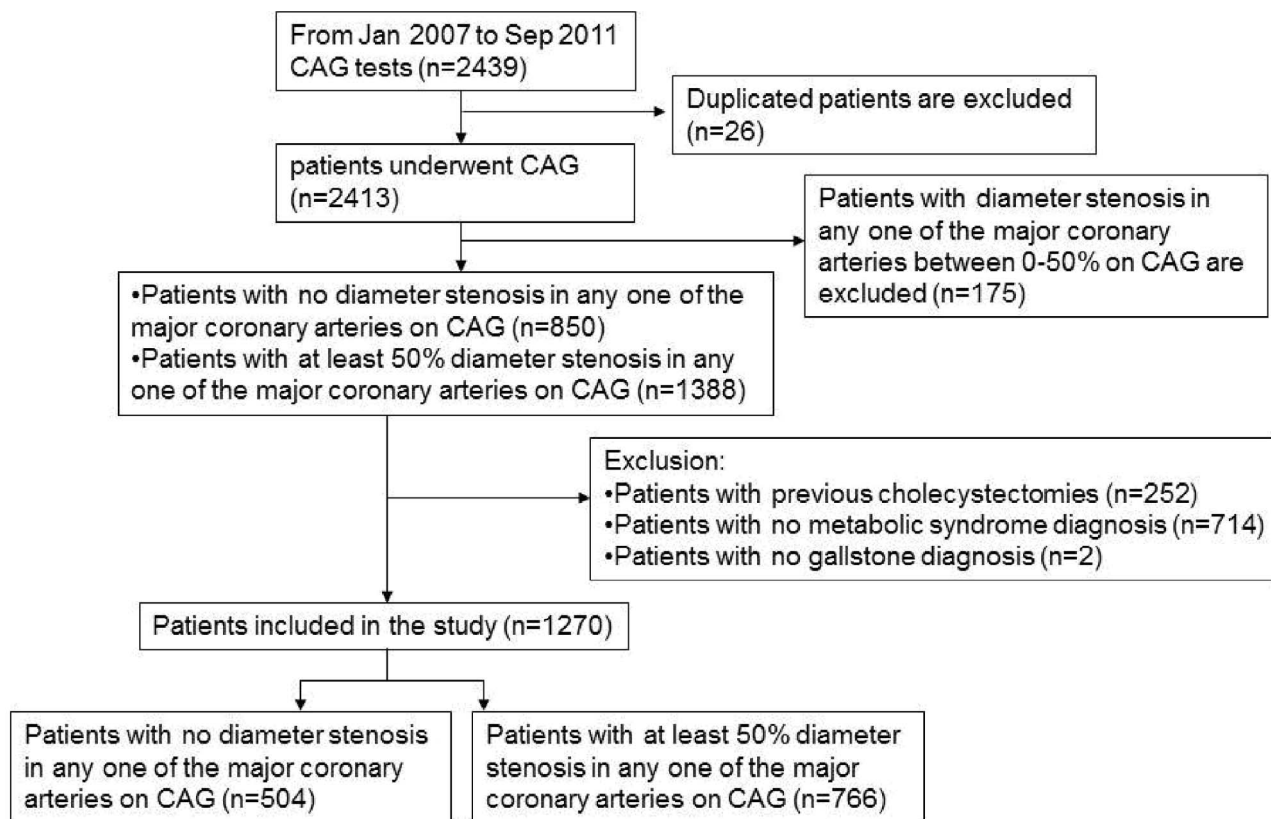 From Jan 2007 to Sep 2011
CAG tests (n=2439)
Duplicated patients are excluded
(n=26)
patients underwent CAG
(n=2413)
Patients with diameter stenosis in
any one of the major coronary
arteries between 0-50% on CAG are
excluded (n=175)
•Patients with no diameter stenosis in any one of the
major coronary arteries on CAG (n=850)
•Patients with at least 50% diameter stenosis in any
one of the major coronary arteries on CAG (n=1388)
Exclusion:
•Patients with previous cholecystectomies (n=252)
•Patients with no metabolic syndrome diagnosis (n=714)
•Patients with no gallstone diagnosis (n=2)
Patients included in the study (n=1270)
Patients with no diameter stenosis
in any one of the major coronary
arteries on CAG (n=504)
Patients with at least 50% diameter
stenosis in any one of the major
coronary arteries on CAG (n=766)